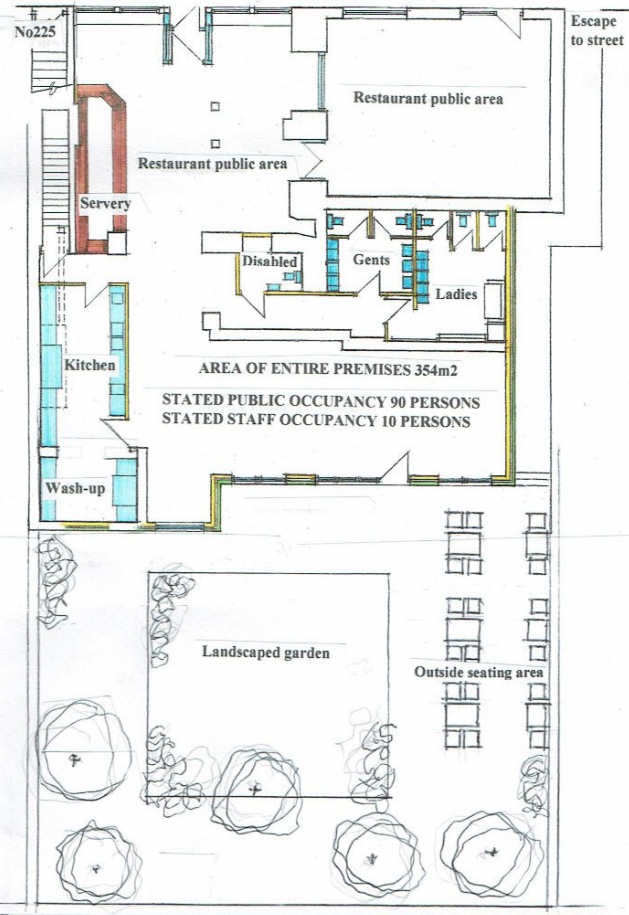 No225
Escape
to street
Restaurant public area
Restaurant public area
Servery
Disabled
Gents
Ladies
Kitchen
AREA OF ENTIRE PREMISES 354m2
STATED PUBLIC OCCUPANCY 90 PERSONS
STATED STAFF OCCUPANCY 10 PERSONS
Wash-up
Landscaped garden
Outside seating area